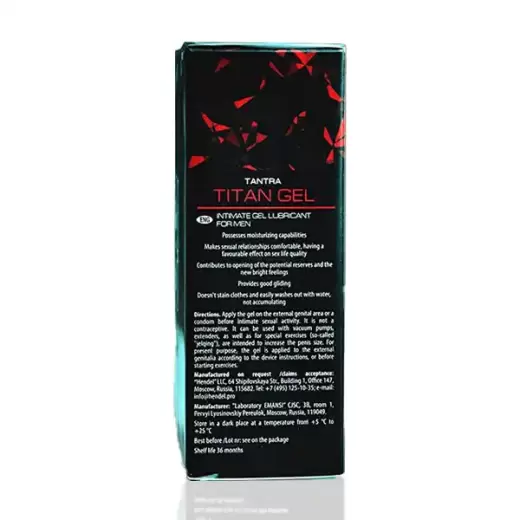 TANTRA
TITAN GEL
ENG INTIMATE GEL LUBRICANT
FOR MEN
Possesses moisturizing capabilities
Makes sexual relationships comfortable, having a
favourable effect on sex life quality
Contributes to opening of the potential reserves and the
new bright feelings
Provides good gliding
Doesn't stain clothes and easily washes out with water,
not accumulating
Directions. Apply the gel on the external genital area or a
condom before intimate sexual activity. It is not a
contraceptive. It can be used with vacuum pumps,
extenders, as well as for special exercises (so-called
"jelqing"), are intended to increase the penis size. For
present purpose, the gel is applied to the external
genitalia according to the device instructions, or before
starting exercises.
Manufactured on request /claims acceptance:
"Hendel" LLC, 64 Shipilovskaya Str., Building 1, Office 147,
Moscow, Russia, 115682. Tel: +7 (495) 125-10-35; e-mail:
info@hendel.pro
Manufacturer: "Laboratory EMANSI" CJSC, 3B, room 1,
Pervyi Lyusinovskiy Pereulok, Moscow, Russia, 119049.
Store in a dark place at a temperature from +5 °C to
+25 °C
Best before /Lot nr: see on the package
Shelf life 36 months